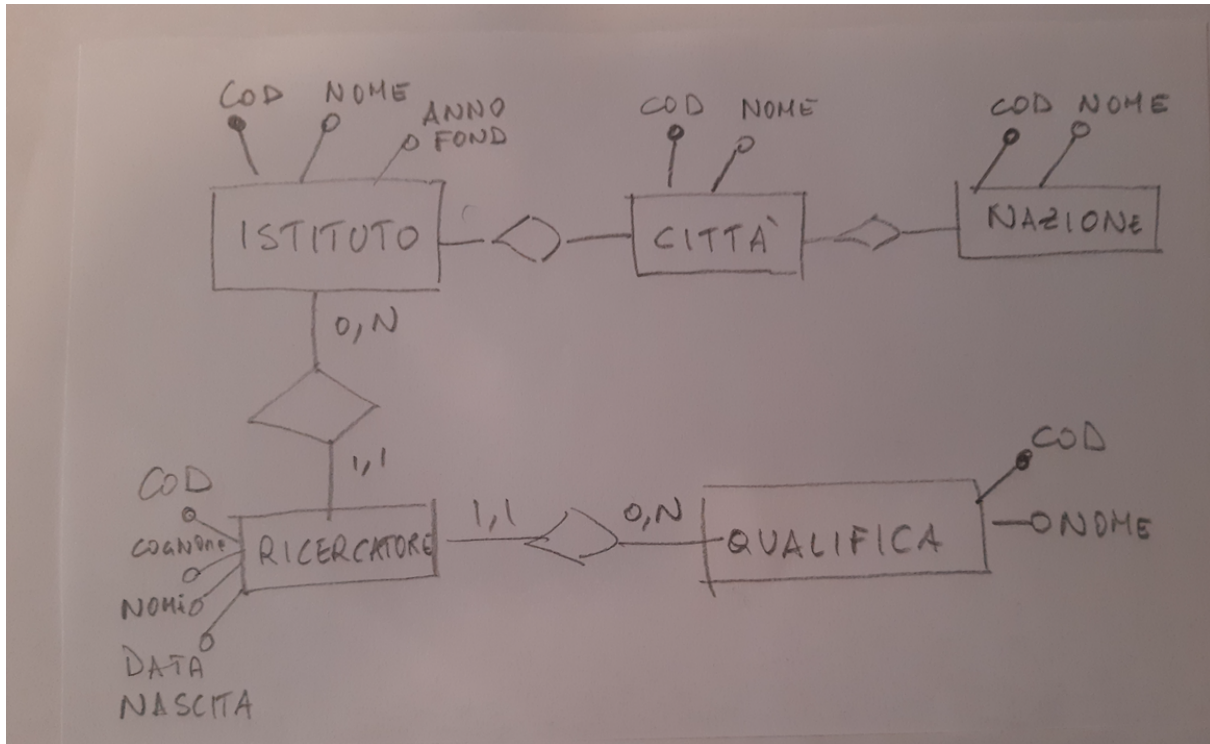 COD NOME ANNO
FOND
COD NOME
COD NOME
ISTITUTO
CITTÀ
NAZIONE
0,N
1,1
COD
COGNOME
NOMI
DATA
NASCITA
RICERCATORE
1,1
0,N
QUALIFICA
COD
NOME